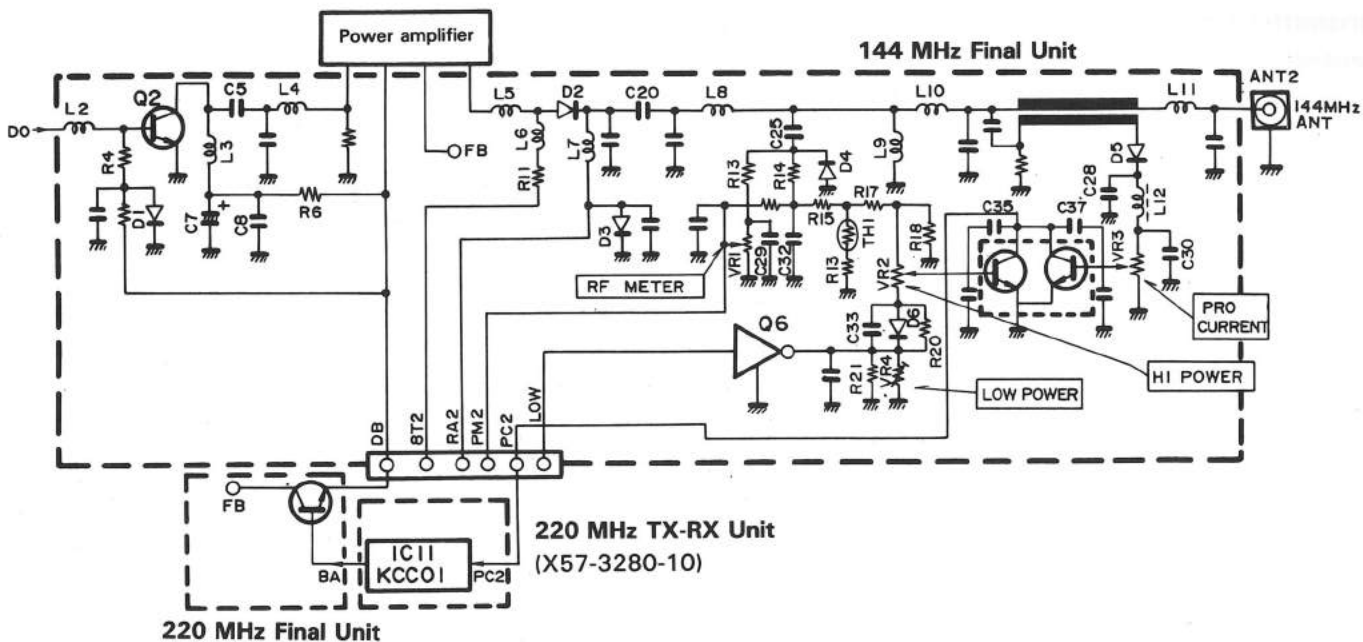 Power amplifier
144 MHz Final Unit
ANT2
144MHz
ANT
DO
L2
Q2
C5
L4
L3
R4
D1
C7
+
C8
R6
FB
L5
D2
C20
L8
L10
L11
L6
L7
R11
C25
D4
L9
R13
R14
R15
R17
R18
D3
VR1
C29
C32
TH1
R13
VR2
C35
C37
D5
C28
L12
VR3
C30
RF METER
PRO
CURRENT
Q6
C33
D6
R20
R21
VR4
HI POWER
LOW POWER
DB
8T2
RA2
PM2
PC2
LOW
FB
BA
IC11
KCC01
PC2
220 MHz TX-RX Unit
(X57-3280-10)
220 MHz Final Unit